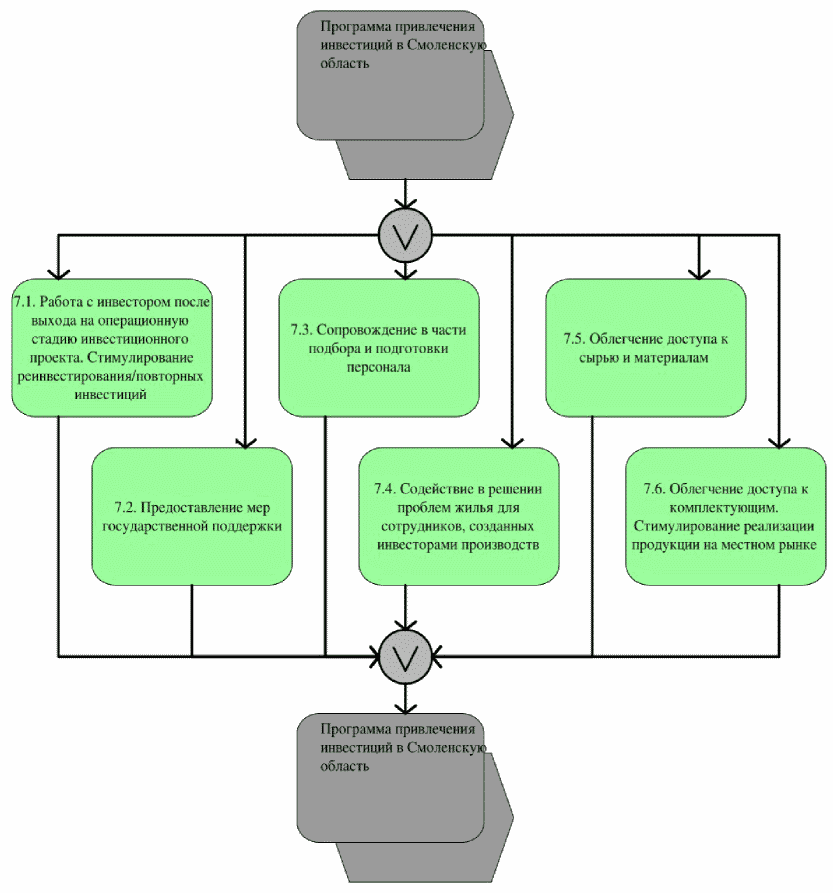 Программа привлечения
инвестиций в Смоленскую
область
V
7.1. Работа с инвестором после
выхода на операционную
стадию инвестиционного
проекта. Стимулирование
реинвестирования/повторных
инвестиций
7.3. Сопровождение в части
подбора и подготовки
персонала
7.5. Облегчение доступа к
сырью и материалам
7.2. Предоставление мер
государственной поддержки
7.4. Содействие в решении
проблем жилья для
сотрудников, созданных
инвесторами производств
7.6. Облегчение доступа к
комплектующим.
Стимулирование реализации
продукции на местном рынке
V
Программа привлечения
инвестиций в Смоленскую
область